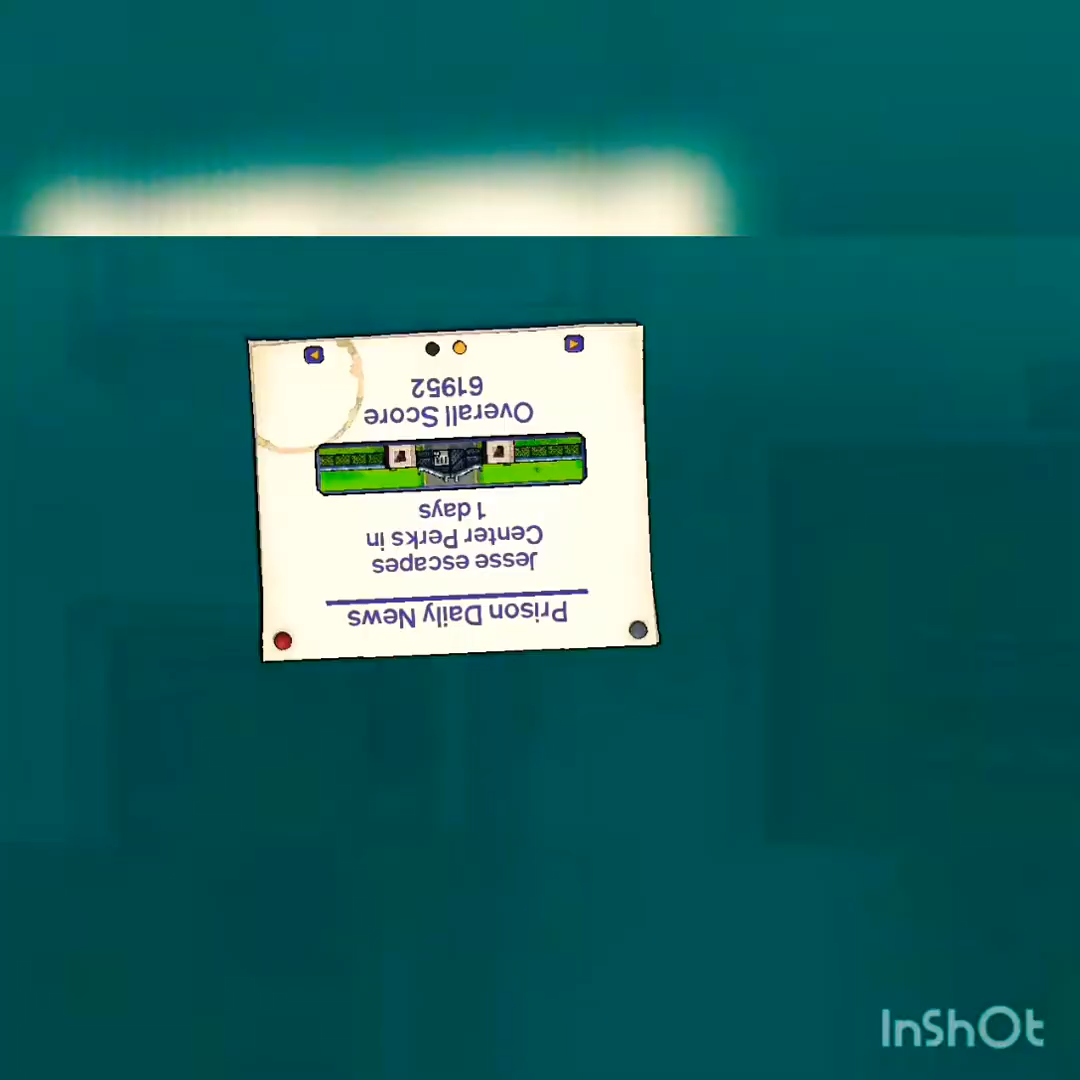 Prison Daily News
Jesse escapes
Center Perks in
1 days
Overall Score
61952
InShOt